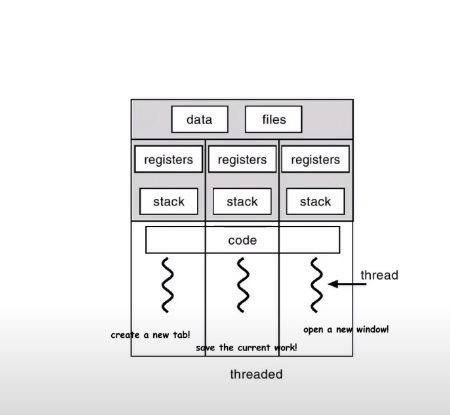 data files
registers registers registers
stack stack stack
code
thread
create a new tab!
save the current work!
open a new window!
threaded